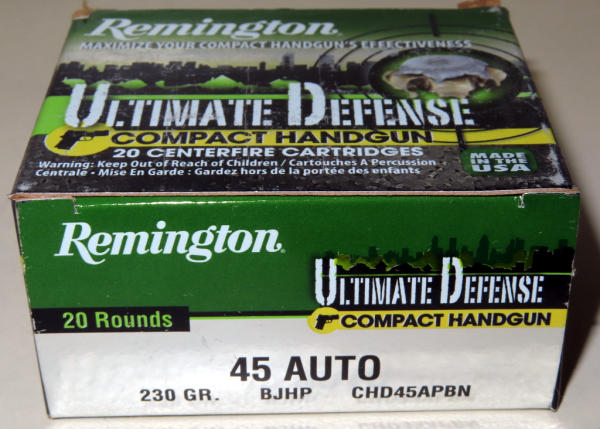 Remington.
MAXIMIZE YOUR COMPACT HANDGUN'S EFFECTIVENESS
ULTIMATE DEFENSE
COMPACT HANDGUN
20 CENTERFIRE CARTRIDGES
Warning: Keep Out of Reach of Children / Cartouches A Percussion
Centrale - Mise En Garde : Gardez hors de la portée des enfants
MADE
IN THE
USA
Remington.
ULTIMATE DEFENSE
COMPACT HANDGUN
20 Rounds
45 AUTO
230 GR. BJHP CHD45APBN